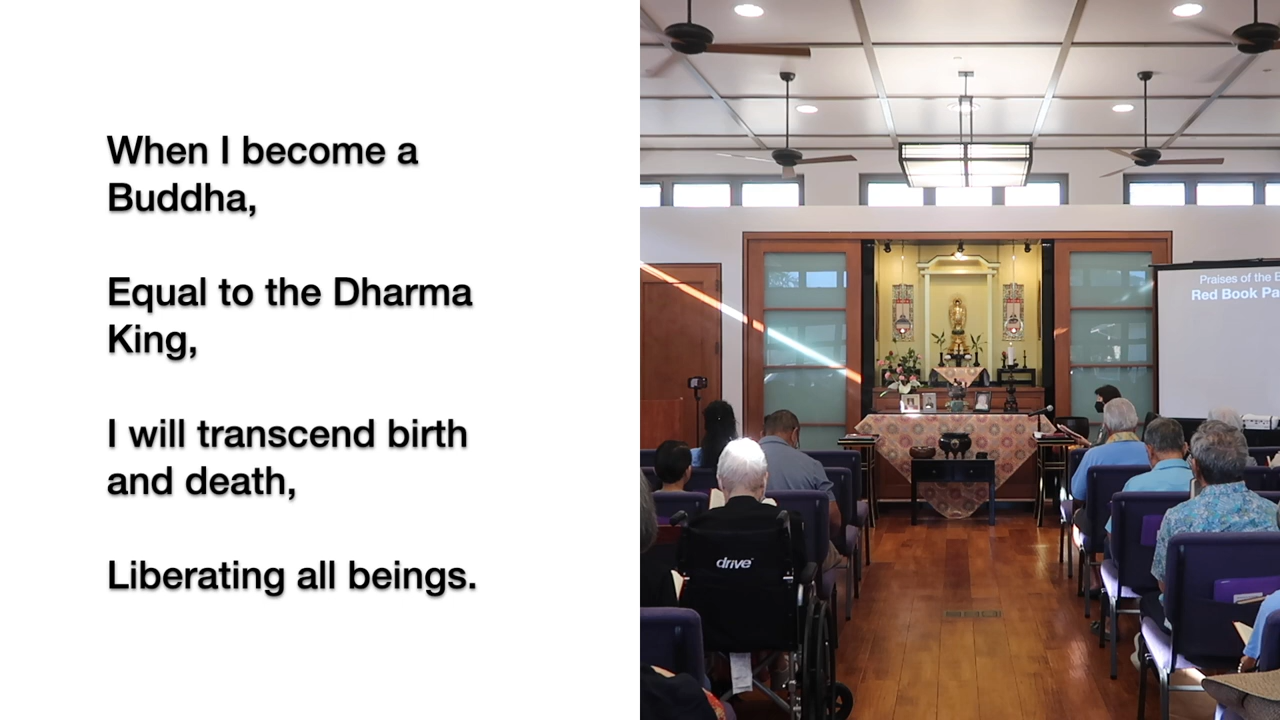 When I become a
Buddha,
Equal to the Dharma
King,
I will transcend birth
and death,
Liberating all beings.
Praises of the
Red Book
drive